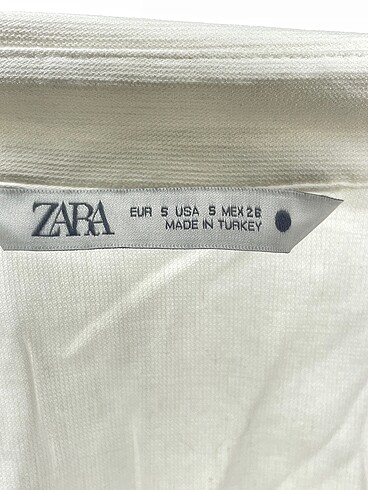 ZARA
EUR S USA S MEX 26
MADE IN TURKEY